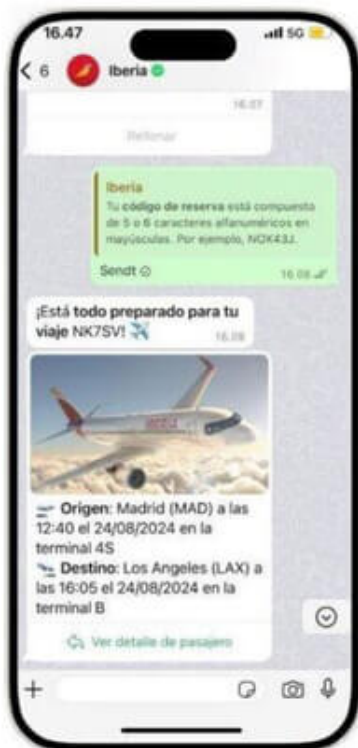 16.47
5G
6
Iberia
16.07
Rellenar
Iberia
Tu código de reserva está compuesta
de 5 o 6 caracteres alfanuméricos en
mayúsculas. Por ejemplo, NOK43J.
Sendt
16.08
¡Está todo preparado para tu
viaje NK7SV!
16.08
Origen: Madrid (MAD) a las
12:40 el 24/08/2024 en la
terminal 4S
Destino: Los Angeles (LAX) a
las 16:05 el 24/08/2024 en la
terminal B
Ver detalle de pasajero